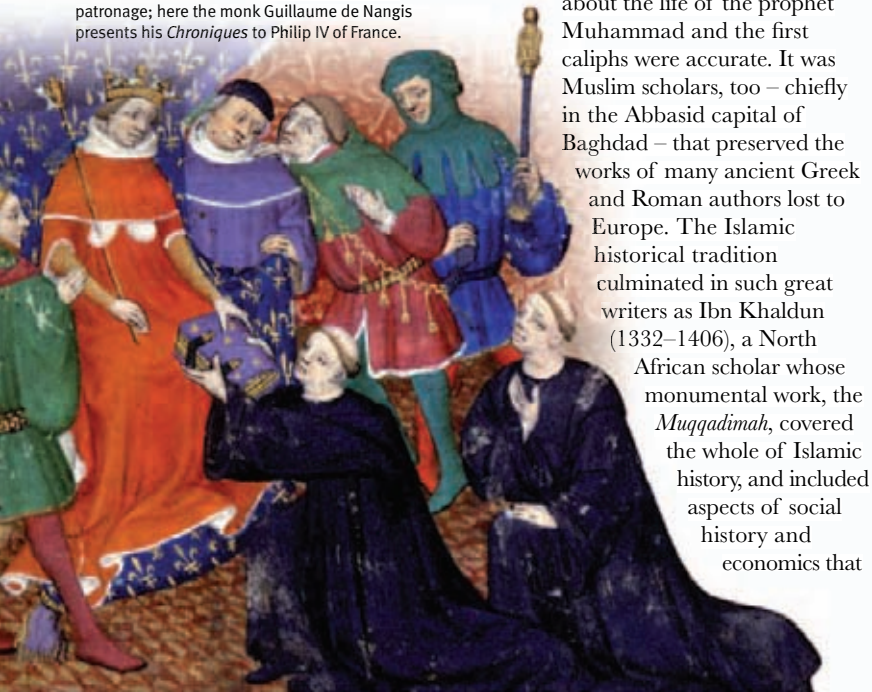 patronage; here the monk Guillaume de Nangis
presents his Chroniques to Philip IV of France.
about the life of the prophet
Muhammad and the first
caliphs were accurate. It was
Muslim scholars, too – chiefly
in the Abbasid capital of
Baghdad – that preserved the
works of many ancient Greek
and Roman authors lost to
Europe. The Islamic
historical tradition
culminated in such great
writers as Ibn Khaldun
(1332–1406), a North
African scholar whose
monumental work, the
Muqqadimah, covered
the whole of Islamic
history, and included
aspects of social
history and
economics that